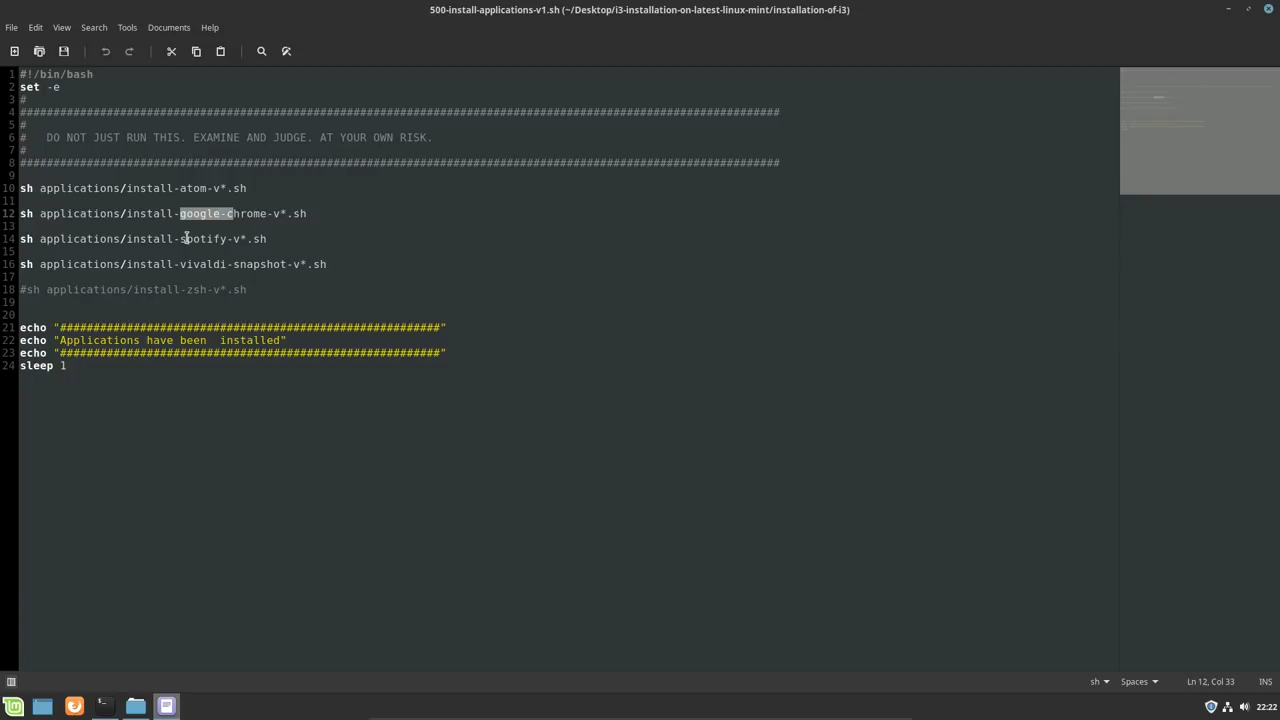 500-install-applications-v1.sh (~/Desktop/i3-installation-on-latest-linux-mint/installation-of-i3)
File Edit View Search Tools Documents Help
1 #!/bin/bash
2 set -e
3 #
4 ##################################################################################################################
5 #
6 #   DO NOT JUST RUN THIS. EXAMINE AND JUDGE. AT YOUR OWN RISK.
7 #
8 ##################################################################################################################
9
10 sh applications/install-atom-v*.sh
11
12 sh applications/install-google-chrome-v*.sh
13
14 sh applications/install-spotify-v*.sh
15
16 sh applications/install-vivaldi-snapshot-v*.sh
17
18 #sh applications/install-zsh-v*.sh
19
20
21 echo "#########################################################"
22 echo "Applications have been  installed"
23 echo "#########################################################"
24 sleep 1
sh Spaces Ln 12, Col 33 INS
22:22